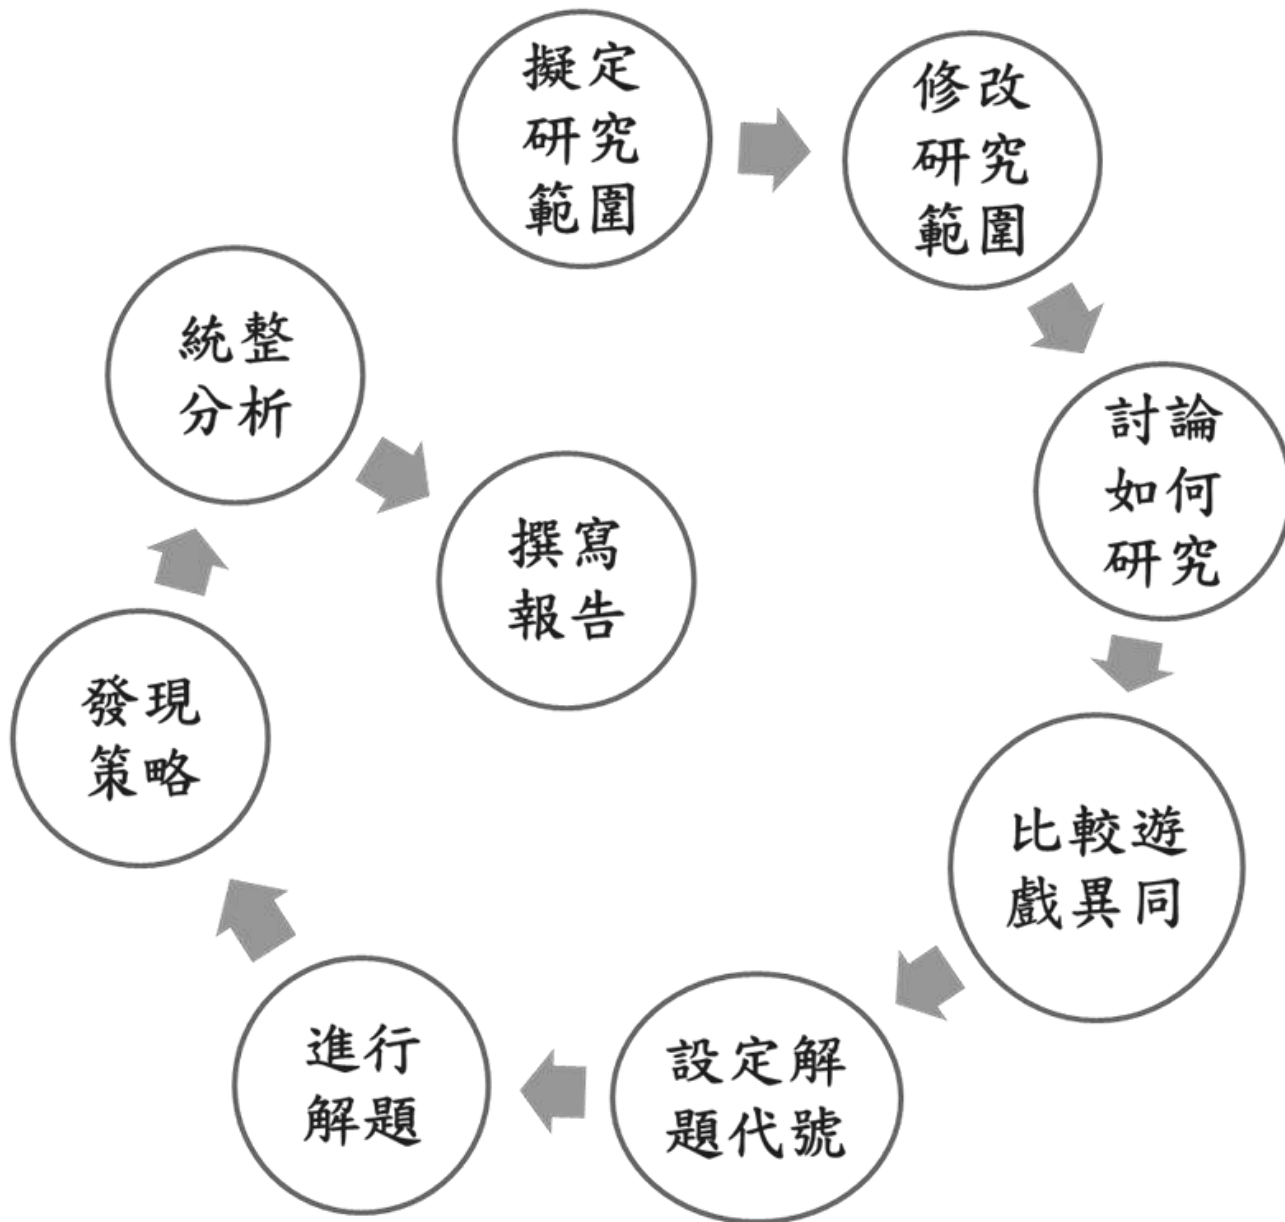 擬定
研究
範圍
修改
研究
範圍
討論
如何
研究
比較遊
戲異同
設定解
題代號
進行
解題
發現
策略
統整
分析
撰寫
報告